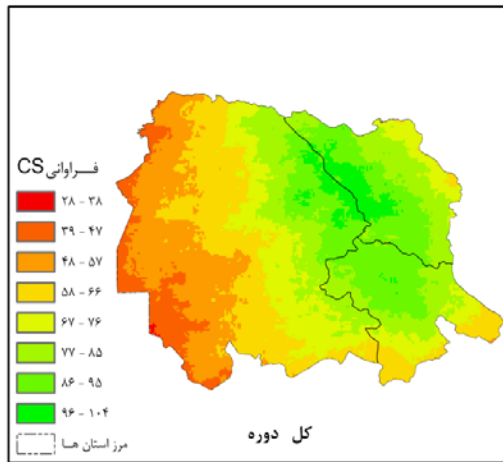 فراوانی CS
۲۸ - ۳۸
۳۹ - ۴۷
۴۸ - ۵۷
۵۸ - ۶۶
۶۷ - ۷۶
۷۷ - ۸۵
۸۶ - ۹۵
۹۶ - ۱۰۴
مرز استان ها
کل دوره